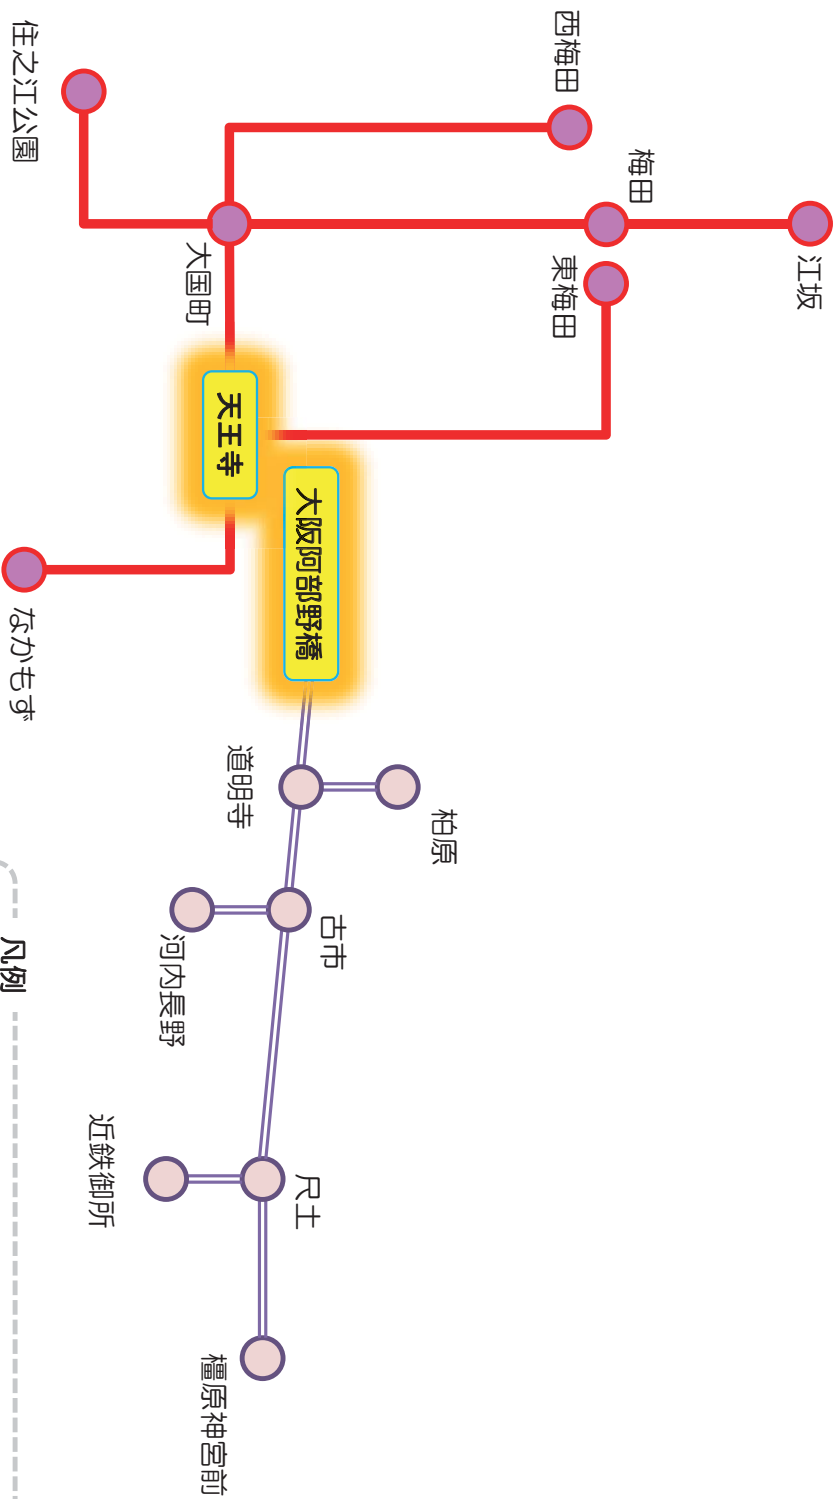 住之江公園
西梅田
梅田
江坂
東梅田
大国町
天王寺
大阪阿部野橋
なかもず
道明寺
柏原
古市
河内長野
近鉄御所
尺土
橿原神宮前
凡例